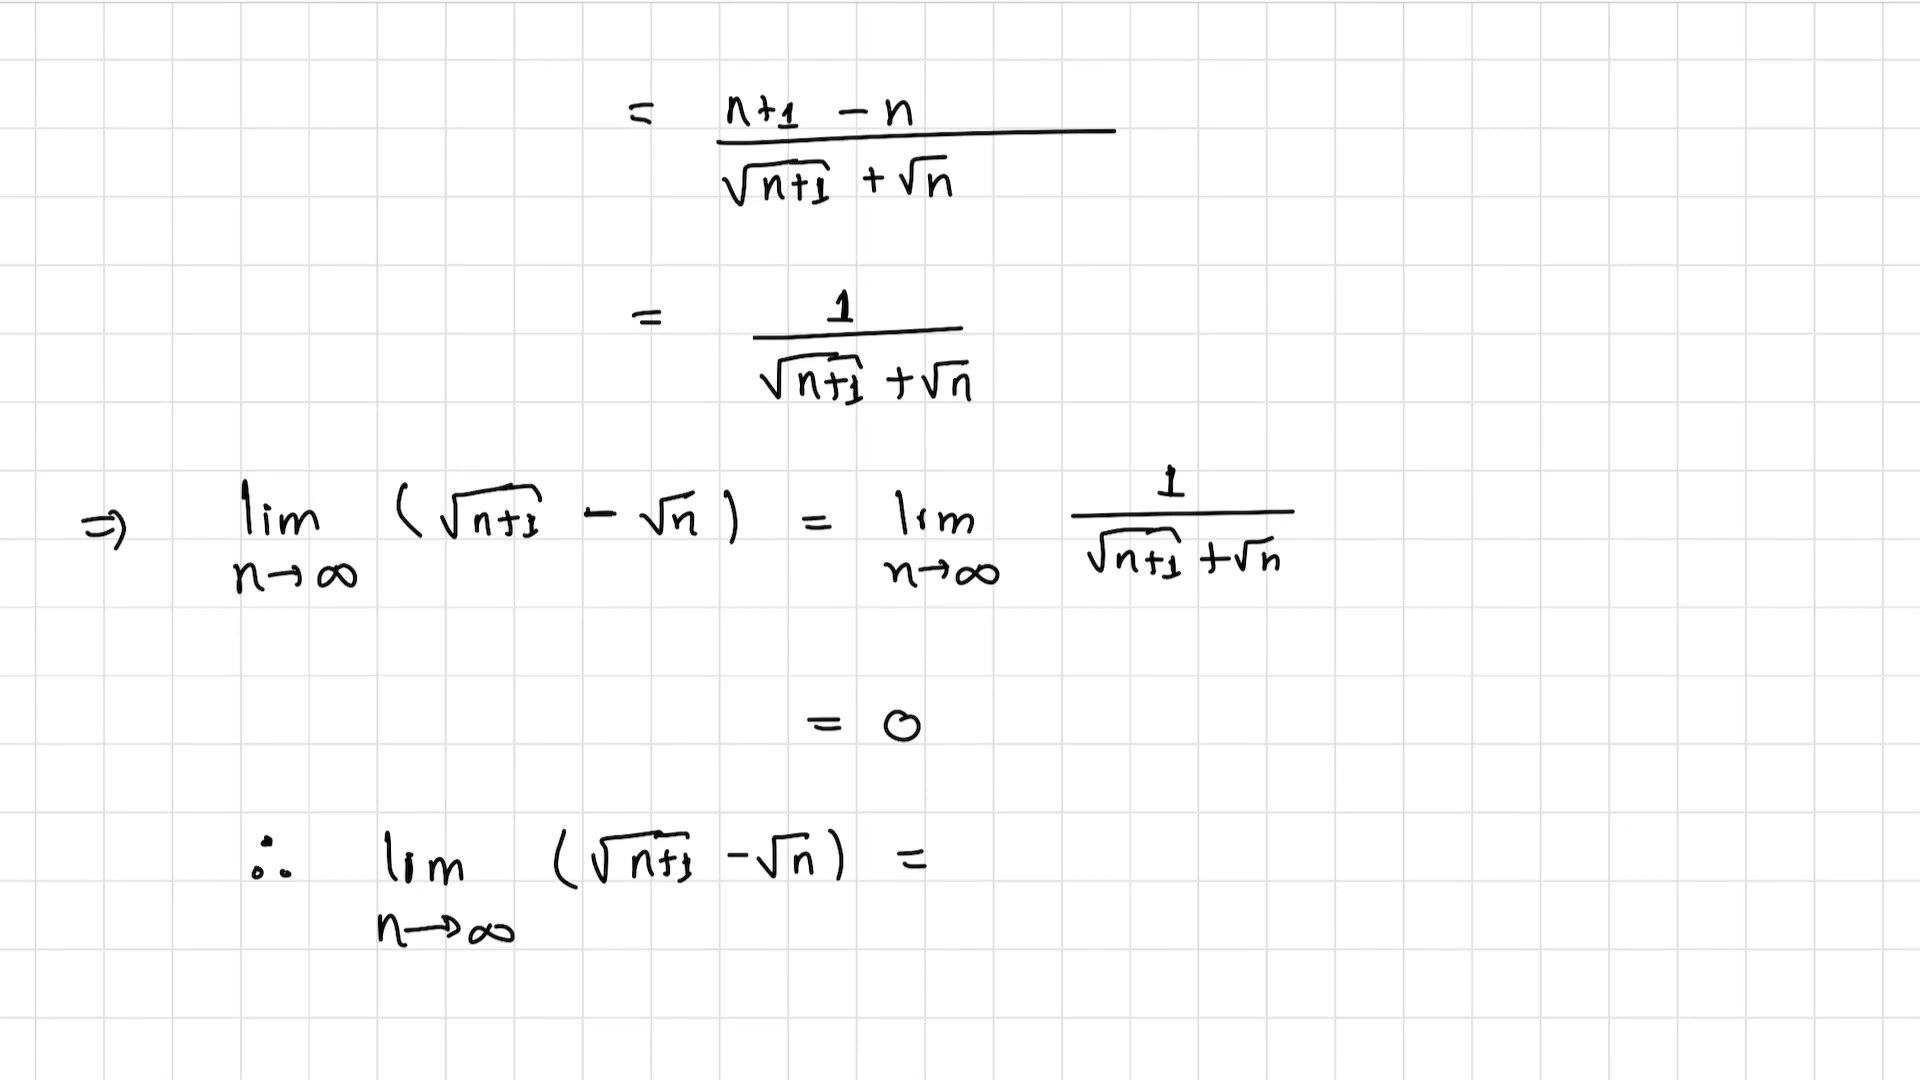 = (n+1 - n) / (√(n+1) + √n)
= 1 / (√(n+1) + √n)
⇒ lim n→∞ (√(n+1) - √n) = lim n→∞ 1 / (√(n+1) + √n)
= 0
∴ lim n→∞ (√(n+1) - √n) =